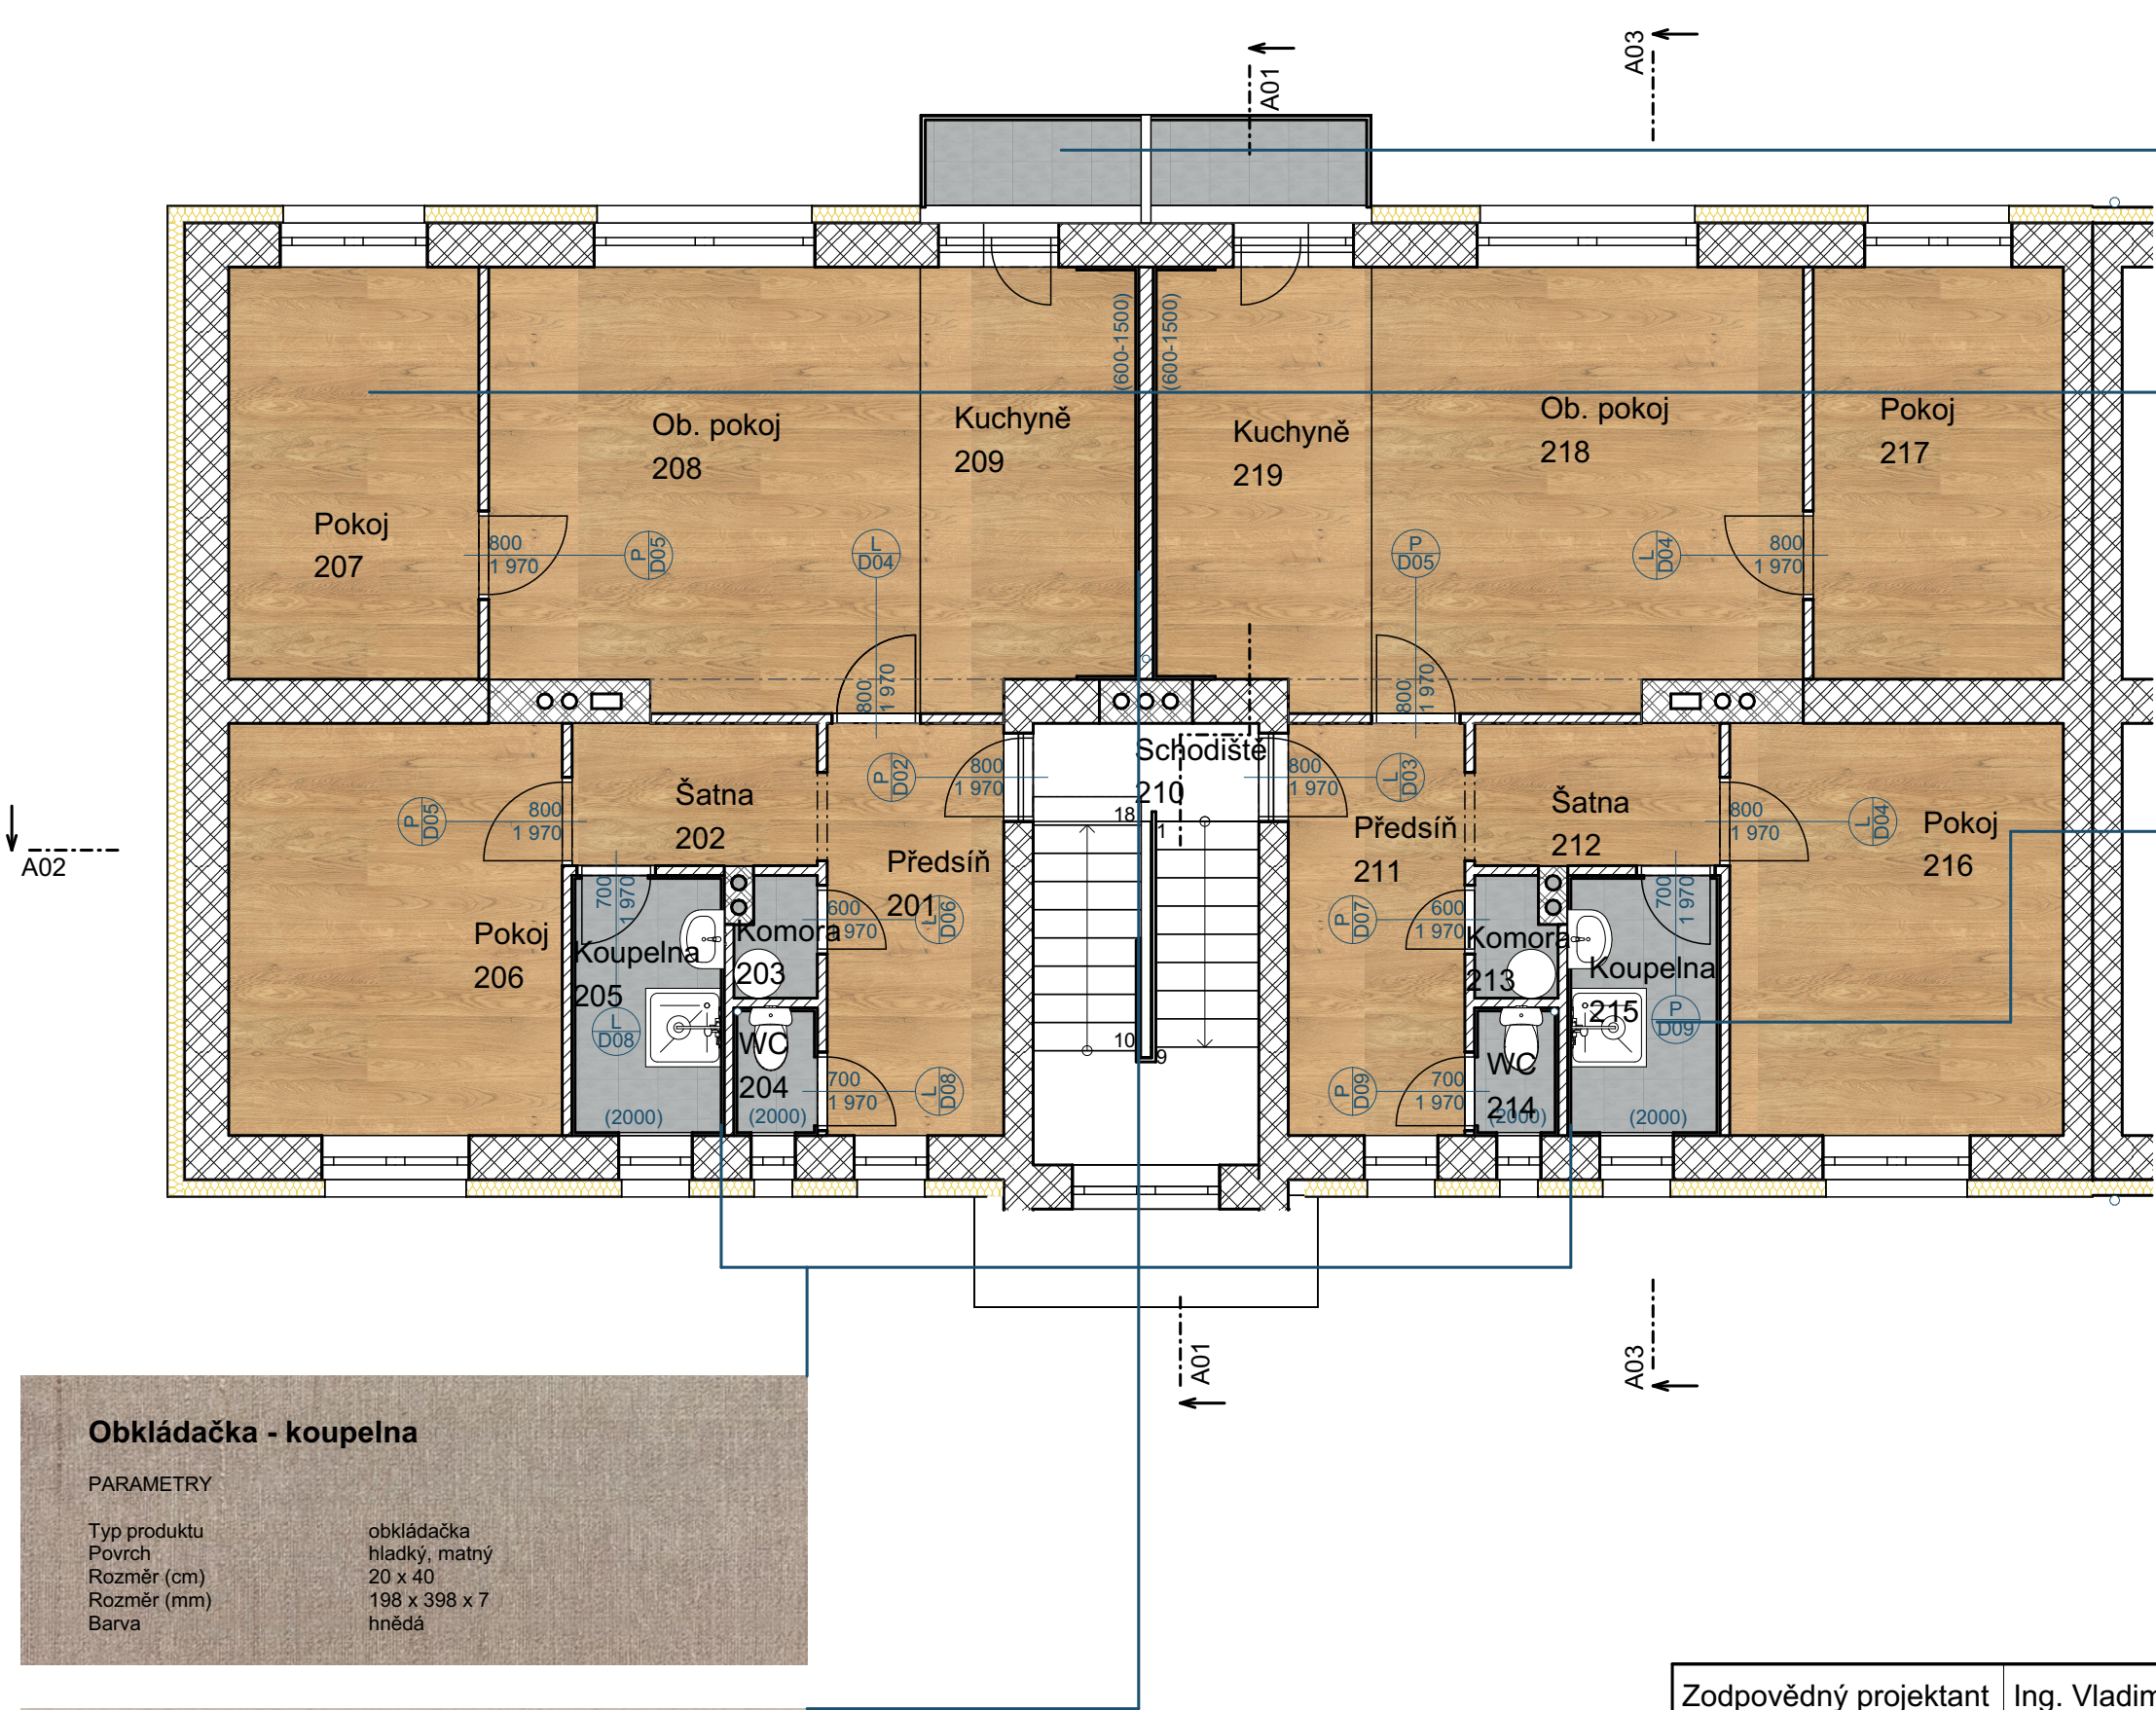 A01
A03
(600-1500)
(600-1500)
Ob. pokoj
208
Kuchyně
209
Kuchyně
219
Ob. pokoj
218
Pokoj
217
Pokoj
207
800
1 970
P
D05
L
D04
P
D05
L
D04
800
1 970
800
1 970
800
1 970
Schodiště
210
P
D02
800
1 970
800
1 970
L
D03
A02
P
D05
800
1 970
Šatna
202
Předsíň
201
18
1
10
9
Předsíň
211
Šatna
212
800
1 970
L
D04
Pokoj
216
700
1 970
600
1 970
L
D06
P
D07
600
1 970
700
1 970
Pokoj
206
Koupelna
205
Komora
203
Komora
213
Koupelna
215
L
D08
WC
204
WC
214
P
D09
700
1 970
L
D08
P
D09
700
1 970
(2000)
(2000)
(2000)
(2000)
A01
A03
Obkládačka - koupelna
PARAMETRY
Typ produktu obkládačka
Povrch hladký, matný
Rozměr (cm) 20 x 40
Rozměr (mm) 198 x 398 x 7
Barva hnědá
Zodpovědný projektant Ing.